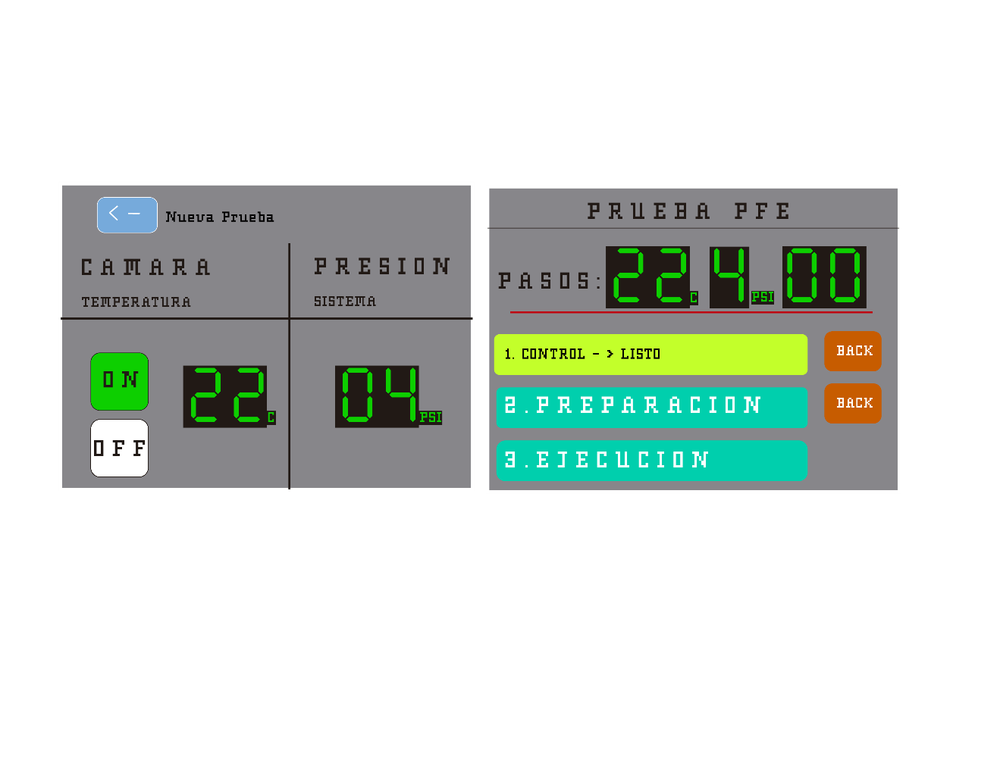 < - Nueva Prueba
CAMARA
TEMPERATURA
PRESION
SISTEMA
ON
OFF
22 C
04 PSI
PRUEBA PFE
PASOS: 22 C 4 PSI 00
1. CONTROL - > LISTO
BACK
2.PREPARACION
BACK
3.EJECUCION